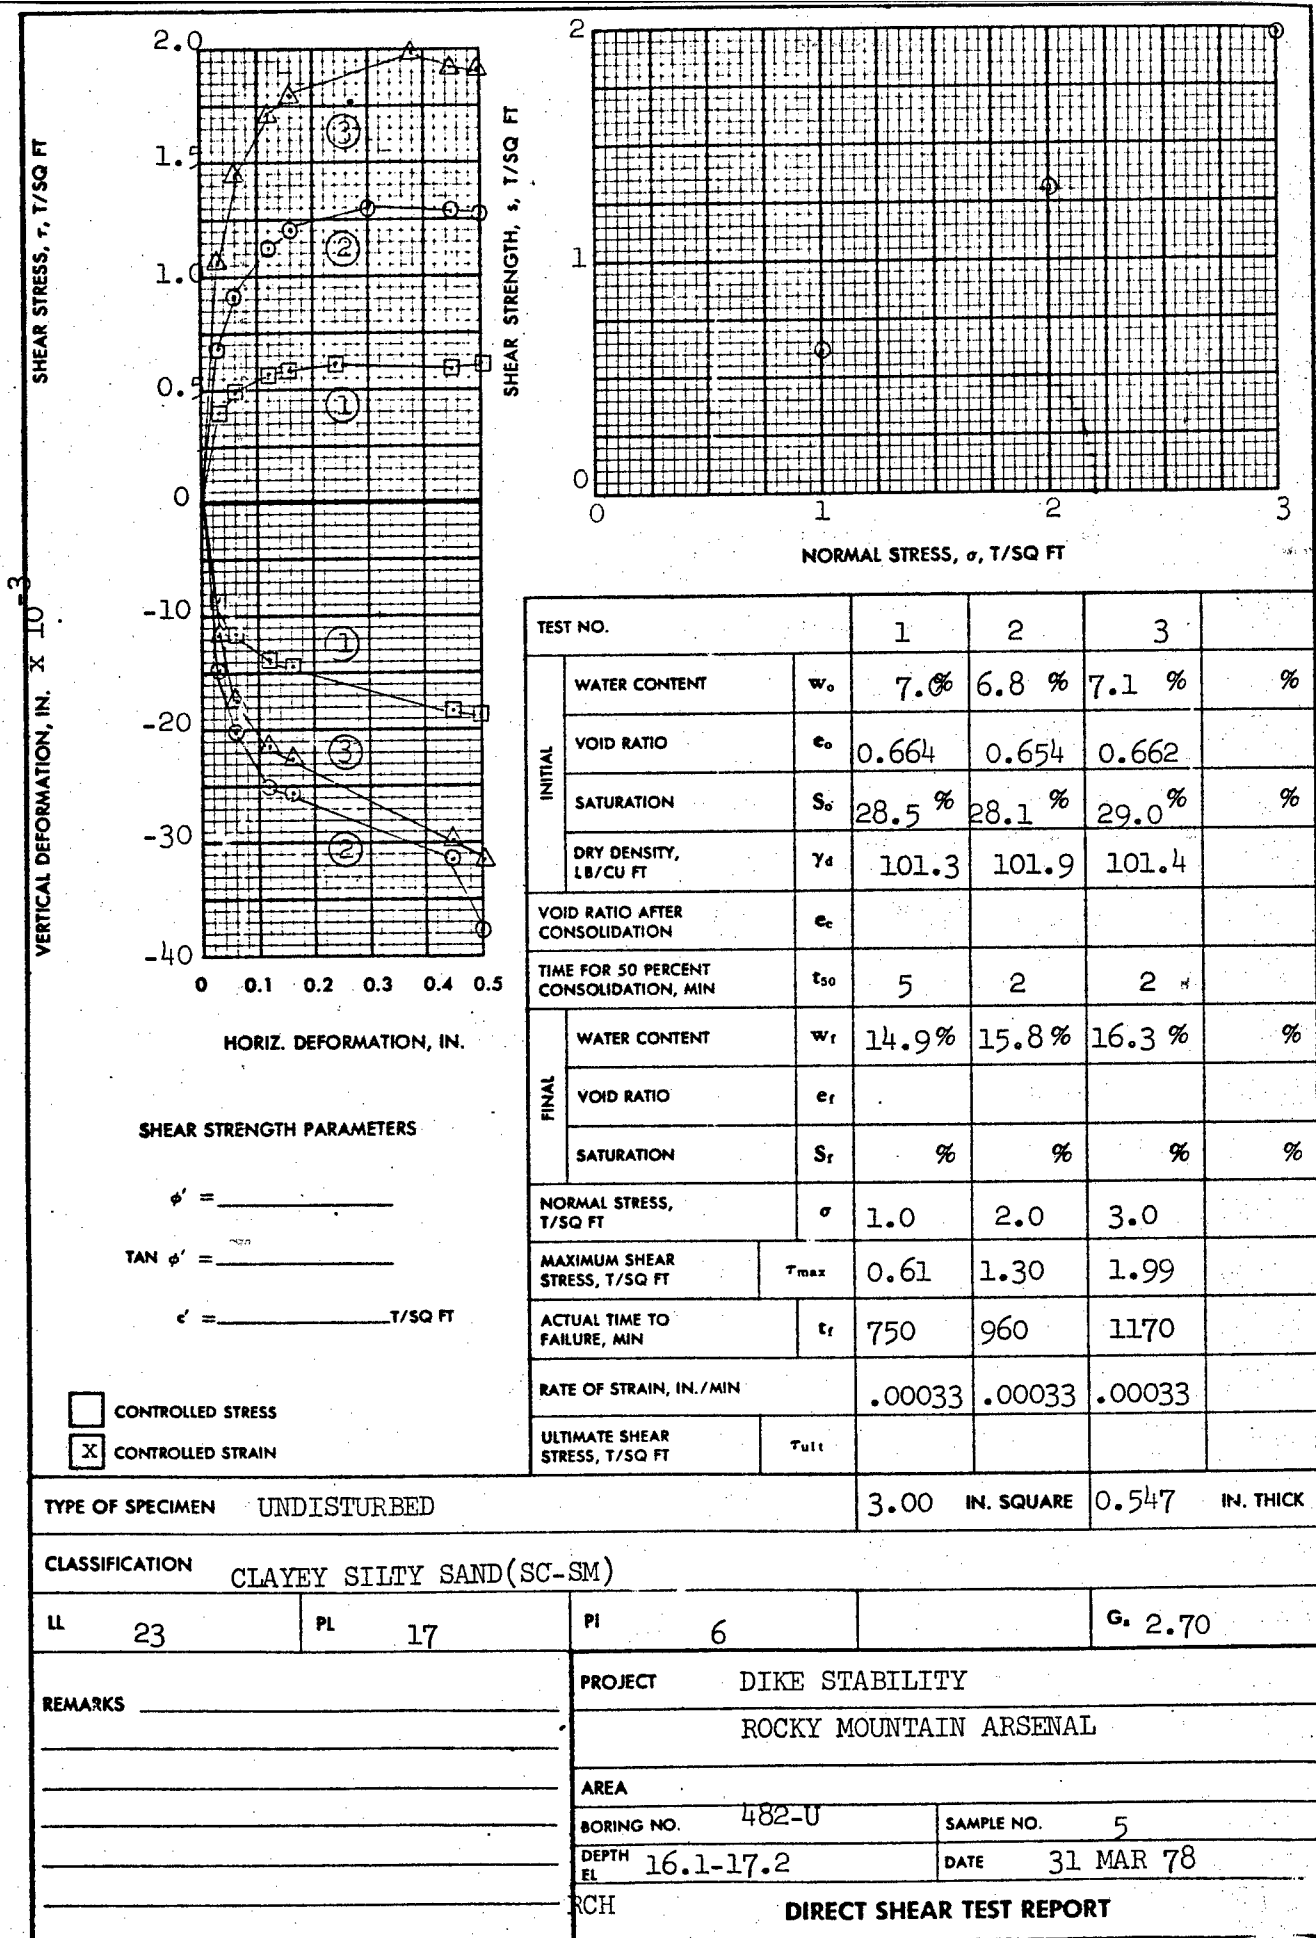 2.0
1.5
1.0
0.5
0
-10
-20
-30
-40
SHEAR STRESS, τ, T/SQ FT
VERTICAL DEFORMATION, IN. X 10-3
3
2
1
1
3
2
0 0.1 0.2 0.3 0.4 0.5
HORIZ. DEFORMATION, IN.
SHEAR STRENGTH, s, T/SQ FT
2
1
0
0 1 2 3
NORMAL STRESS, σ, T/SQ FT
SHEAR STRENGTH PARAMETERS
φ' =
TAN φ' =
c' = T/SQ FT
CONTROLLED STRESS
X CONTROLLED STRAIN
TEST NO. 1 2 3
INITIAL
WATER CONTENT w₀ 7.0% 6.8 % 7.1 % %
VOID RATIO e₀ 0.664 0.654 0.662
SATURATION S₀ 28.5 % 28.1 % 29.0% %
DRY DENSITY, LB/CU FT γd 101.3 101.9 101.4
VOID RATIO AFTER CONSOLIDATION ec
TIME FOR 50 PERCENT CONSOLIDATION, MIN t50 5 2 2
FINAL
WATER CONTENT wf 14.9% 15.8% 16.3 % %
VOID RATIO ef
SATURATION Sf % % % %
NORMAL STRESS, T/SQ FT σ 1.0 2.0 3.0
MAXIMUM SHEAR STRESS, T/SQ FT τmax 0.61 1.30 1.99
ACTUAL TIME TO FAILURE, MIN tf 750 960 1170
RATE OF STRAIN, IN./MIN .00033 .00033 .00033
ULTIMATE SHEAR STRESS, T/SQ FT τult
TYPE OF SPECIMEN UNDISTURBED 3.00 IN. SQUARE 0.547 IN. THICK
CLASSIFICATION CLAYEY SILTY SAND(SC-SM)
LL 23 PL 17 PI 6 Gs 2.70
REMARKS
PROJECT DIKE STABILITY
ROCKY MOUNTAIN ARSENAL
AREA
BORING NO. 482-U SAMPLE NO. 5
DEPTH EL 16.1-17.2 DATE 31 MAR 78
RCH DIRECT SHEAR TEST REPORT